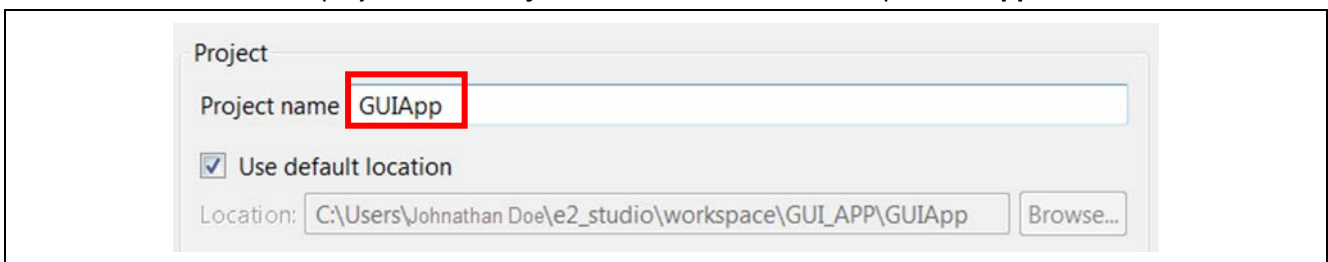 Project
Project name GUIApp
Use default location
Location: C:\Users\Johnathan Doe\e2_studio\workspace\GUI_APP\GUIApp Browse...